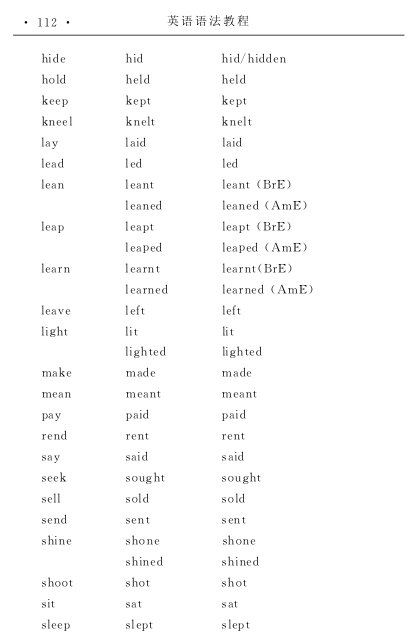 · 112 · 英语语法教程
hide hid hid/hidden
hold held held
keep kept kept
kneel knelt knelt
lay laid laid
lead led led
lean leant leant (BrE)
leaned leaned (AmE)
leap leapt leapt (BrE)
leaped leaped (AmE)
learn learnt learnt(BrE)
learned learned (AmE)
leave left left
light lit lit
lighted lighted
make made made
mean meant meant
pay paid paid
rend rent rent
say said said
seek sought sought
sell sold sold
send sent sent
shine shone shone
shined shined
shoot shot shot
sit sat sat
sleep slept slept